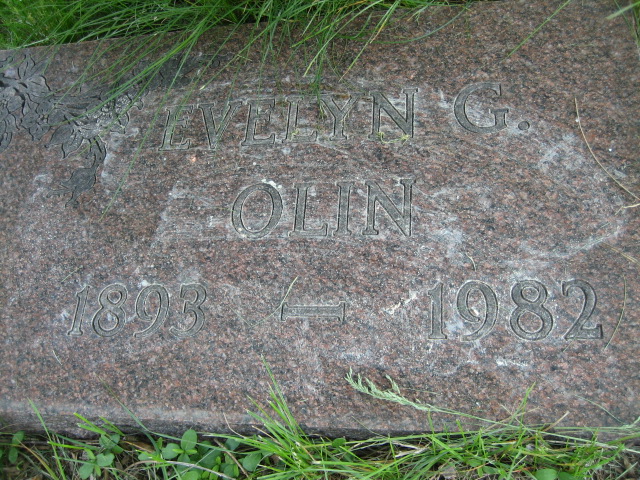 EVELYN G.
OLIN
1893 — 1982